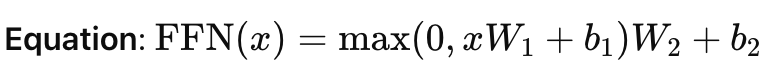 Equation: FFN(x) = max(0, xW₁ + b₁)W₂ + b₂